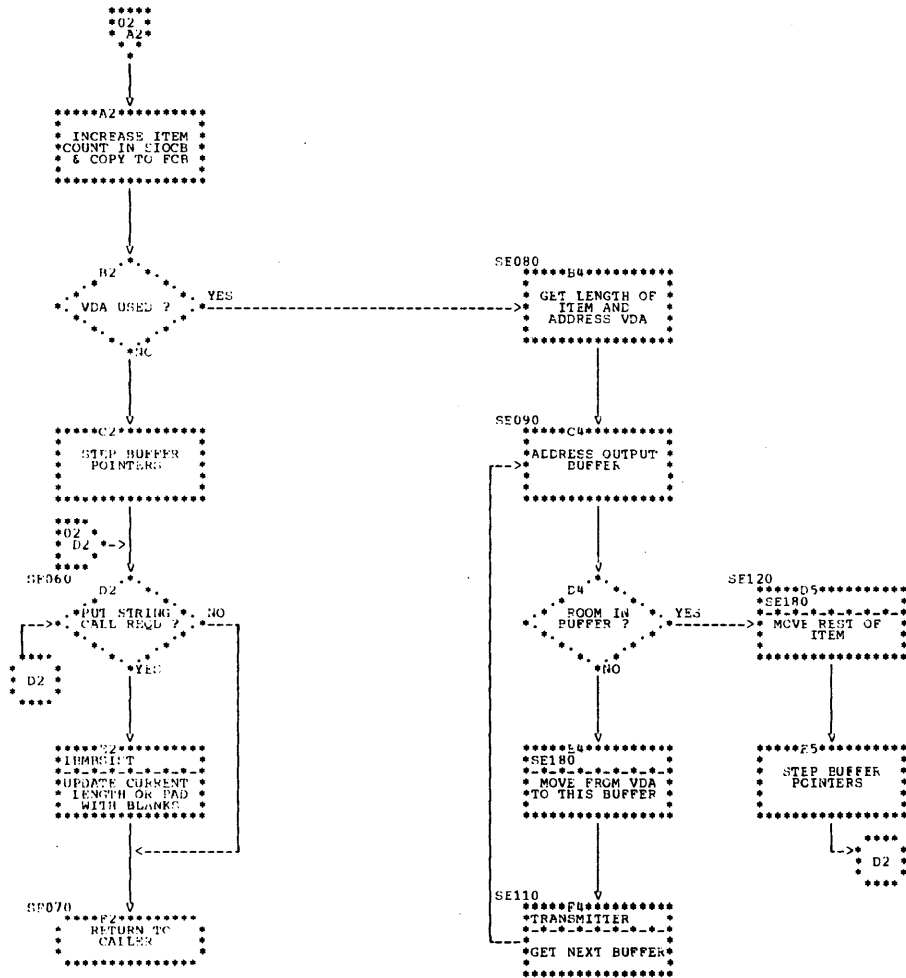 02
A2
A2
INCREASE ITEM
COUNT IN SIOCB
& COPY TO FCB
B2
VDA USED ?
YES
NO
SE080
B4
GET LENGTH OF
ITEM AND
ADDRESS VDA
C2
STEP BUFFER
POINTERS
SE090
C4
ADDRESS OUTPUT
BUFFER
02
D2
SE060
D2
PUT STRING
CALL REQD ?
NO
YES
D2
D4
ROOM IN
BUFFER ?
YES
NO
SE120
D5
SE180
MOVE REST OF
ITEM
E2
IBMBSIST
UPDATE CURRENT
LENGTH OR PAD
WITH BLANKS
E4
SE180
MOVE FROM VDA
TO THIS BUFFER
E5
STEP BUFFER
POINTERS
D2
SE070
F2
RETURN TO
CALLER
SE110
F4
TRANSMITTER
GET NEXT BUFFER